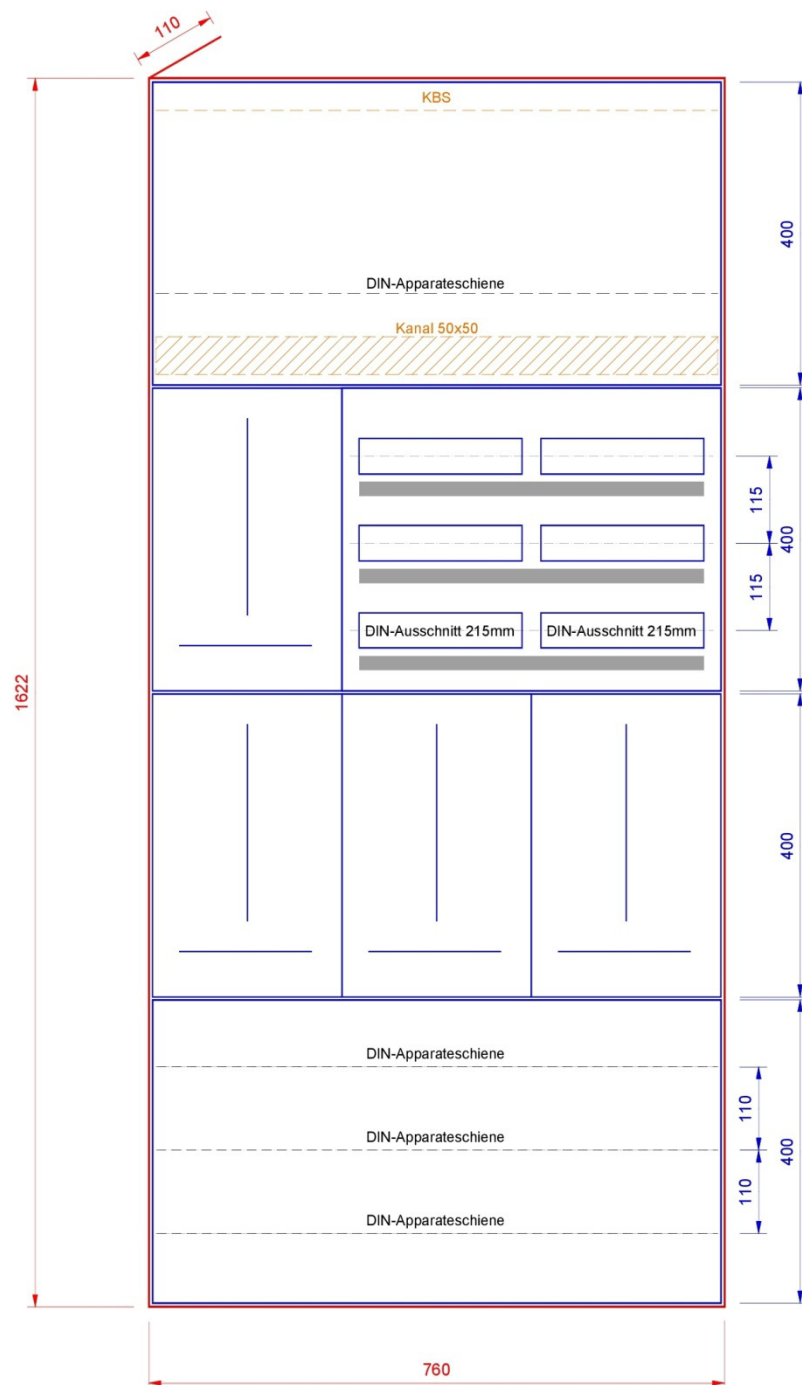 110
KBS
400
DIN-Apparateschiene
Kanal 50x50
115
400
115
DIN-Ausschnitt 215mm DIN-Ausschnitt 215mm
1622
400
DIN-Apparateschiene
110
DIN-Apparateschiene
400
110
DIN-Apparateschiene
760